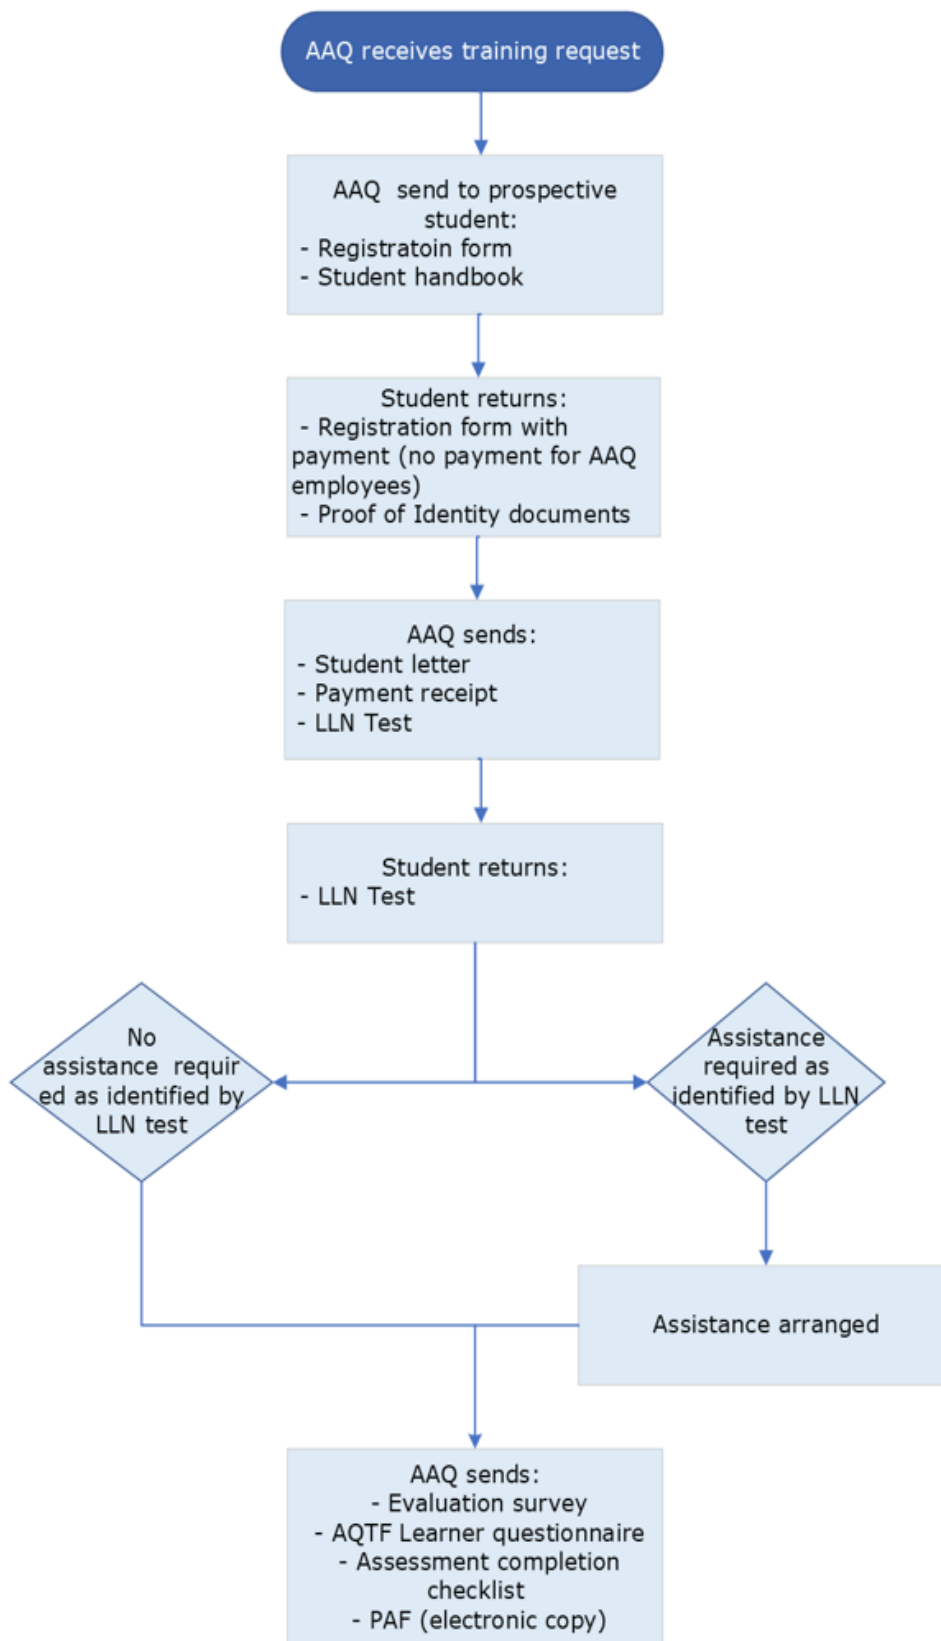 AAQ receives training request
AAQ  send to prospective
student:
- Registratoin form
- Student handbook
Student returns:
- Registration form with
payment (no payment for AAQ
employees)
- Proof of Identity documents
AAQ sends:
- Student letter
- Payment receipt
- LLN Test
Student returns:
- LLN Test
No
assistance  requir
ed as identified by
LLN test
Assistance
required as
identified by LLN
test
Assistance arranged
AAQ sends:
- Evaluation survey
- AQTF Learner questionnaire
- Assessment completion
checklist
- PAF (electronic copy)